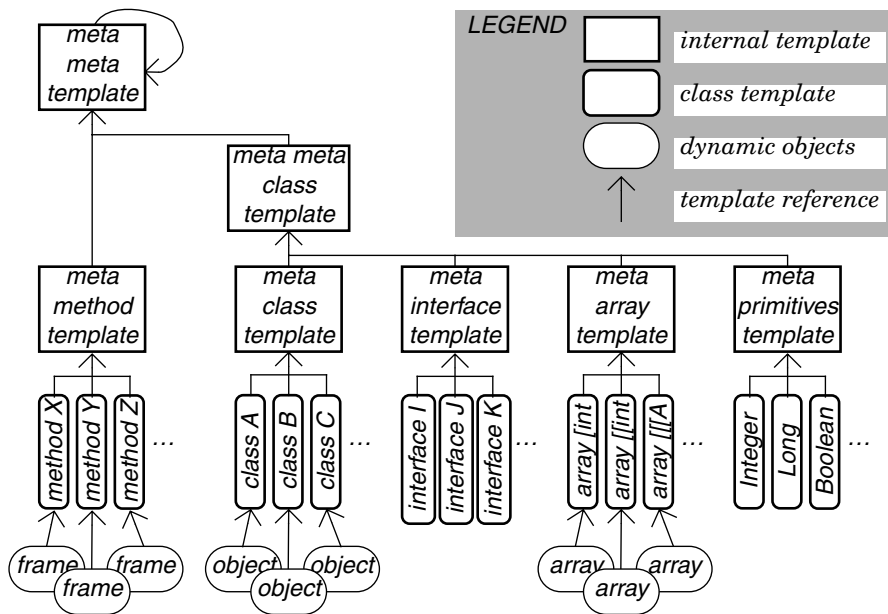 meta
meta
template
LEGEND
internal template
class template
dynamic objects
template reference
meta meta
class
template
meta
method
template
meta
class
template
meta
interface
template
meta
array
template
meta
primitives
template
method X
method Y
method Z
...
class A
class B
class C
...
interface I
interface J
interface K
...
array [int
array [[int
array [[[A
...
Integer
Long
Boolean
...
frame
frame
frame
object
object
object
array
array
array